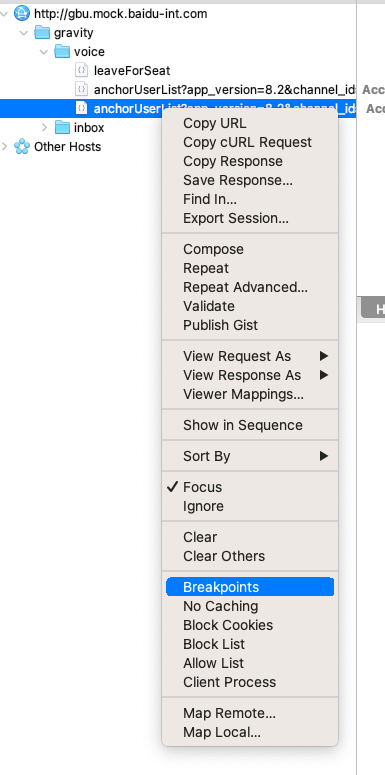 http://gbu.mock.baidu-int.com
gravity
voice
leaveForSeat
anchorUserList?app_version=8.2&channel_id
Acc
anchorUserList?app_version=8.2&channel_id
Acc
inbox
Other Hosts
Copy URL
Copy cURL Request
Copy Response
Save Response...
Find In...
Export Session...
Compose
Repeat
Repeat Advanced...
Validate
Publish Gist
View Request As
View Response As
Viewer Mappings...
Show in Sequence
Sort By
Focus
Ignore
Clear
Clear Others
Breakpoints
No Caching
Block Cookies
Block List
Allow List
Client Process
Map Remote...
Map Local...
H